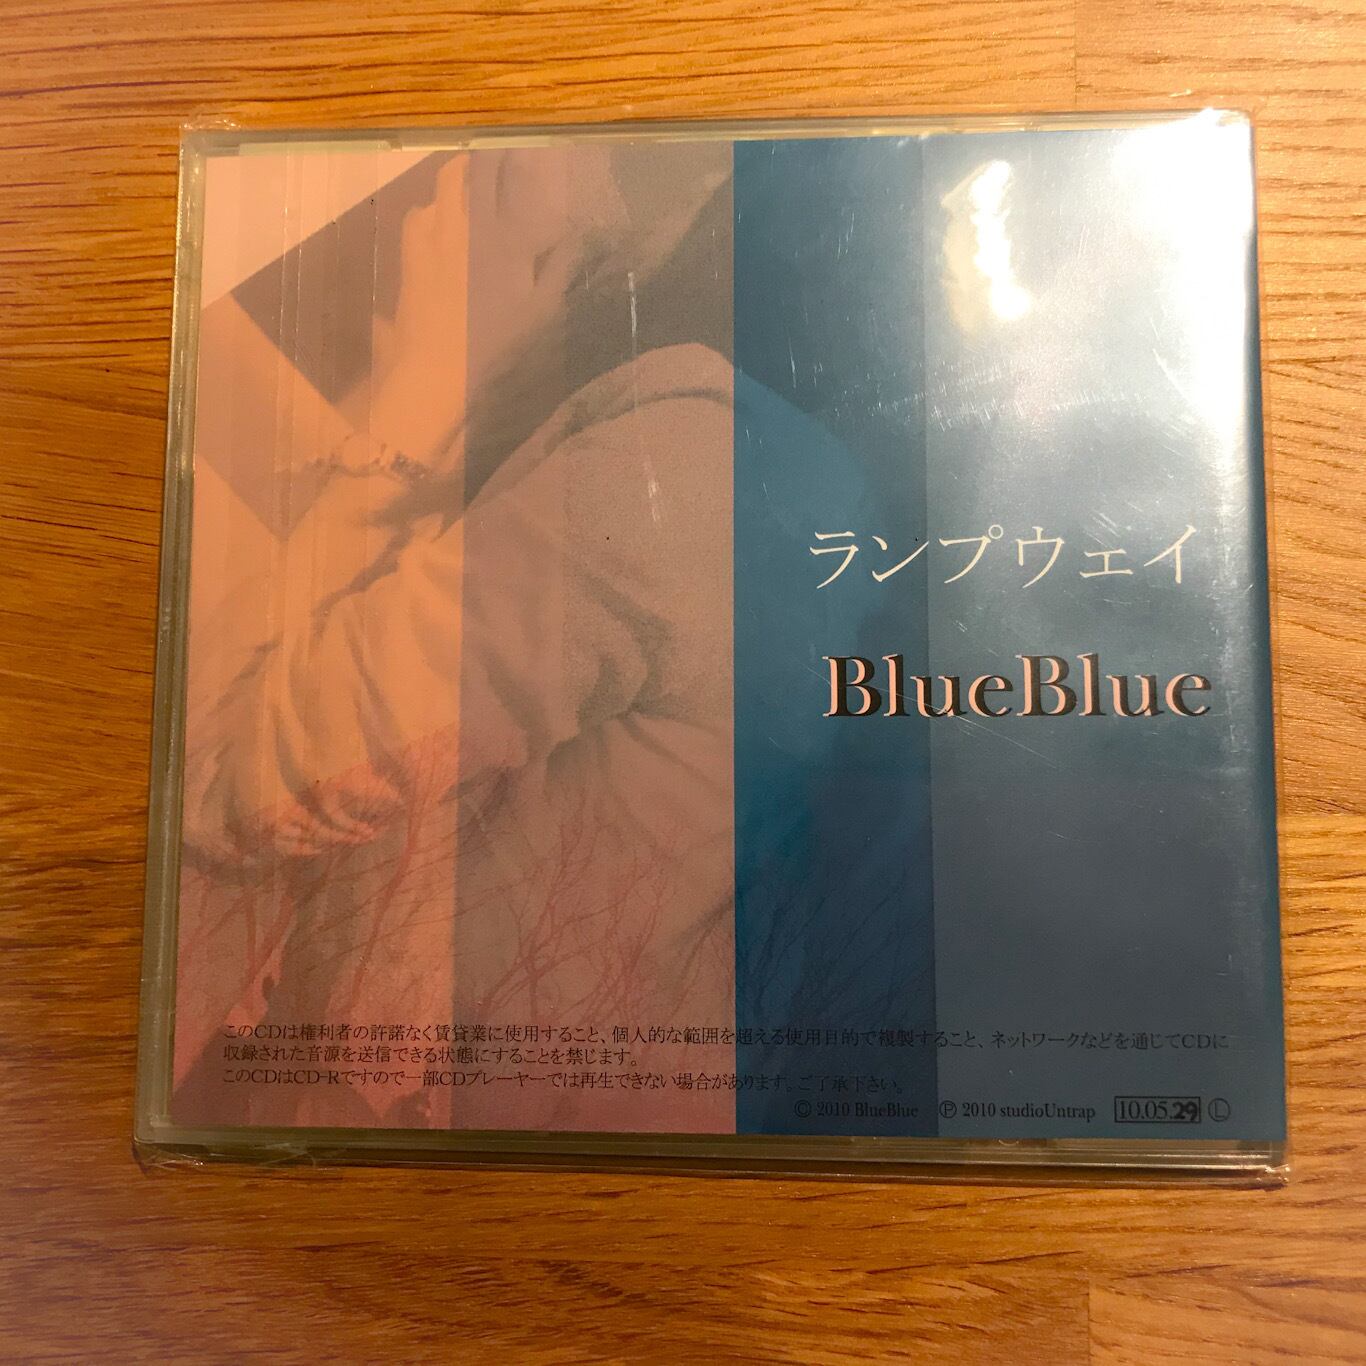 ランプウェイ
BlueBlue
このCDは権利者の許諾なく賃貸業に使用すること、個人的な範囲を超える使用目的で複製すること、ネットワークなどを通じてCDに
収録された音源を送信できる状態にすることを禁じます。
このCDはCD-Rですので一部CDプレーヤーでは再生できない場合があります。ご了承下さい。
Ⓒ 2010 BlueBlue Ⓟ 2010 studioUntrap 10.05.29 Ⓛ